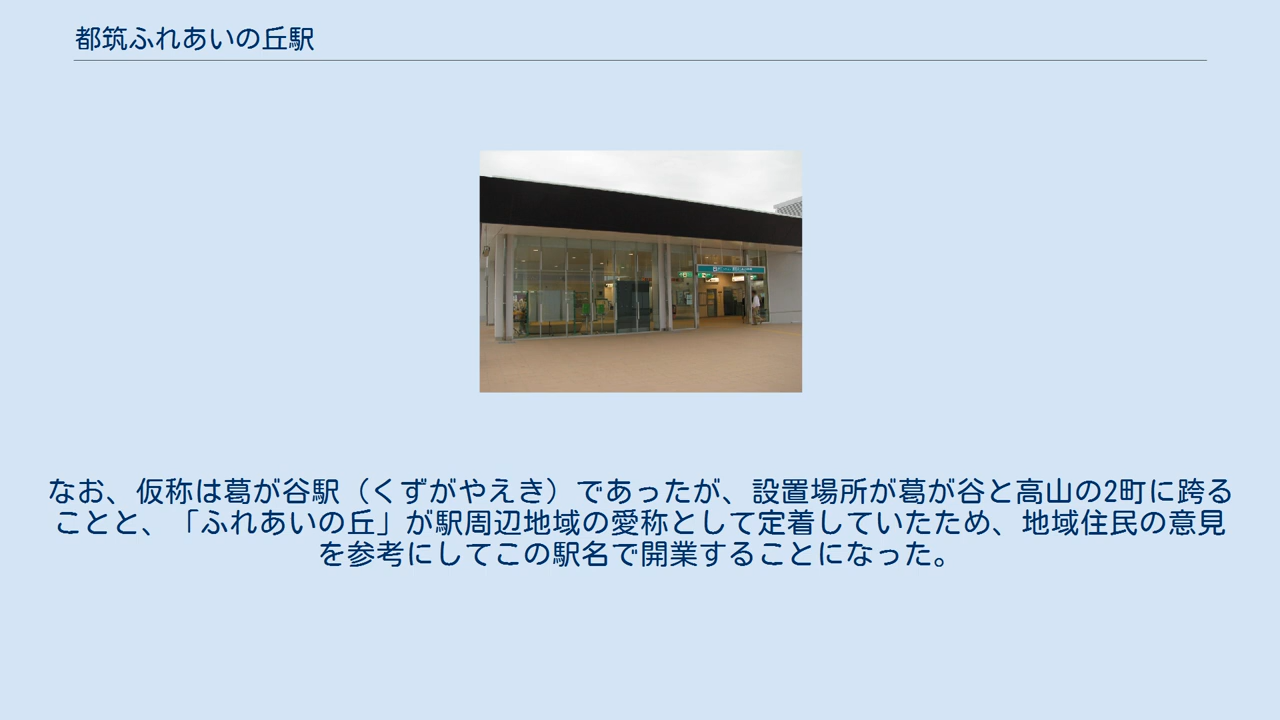 都筑ふれあいの丘駅
なお、仮称は葛が谷駅（くずがやえき）であったが、設置場所が葛が谷と高山の2町に跨る
ことと、「ふれあいの丘」が駅周辺地域の愛称として定着していたため、地域住民の意見
を参考にしてこの駅名で開業することになった。